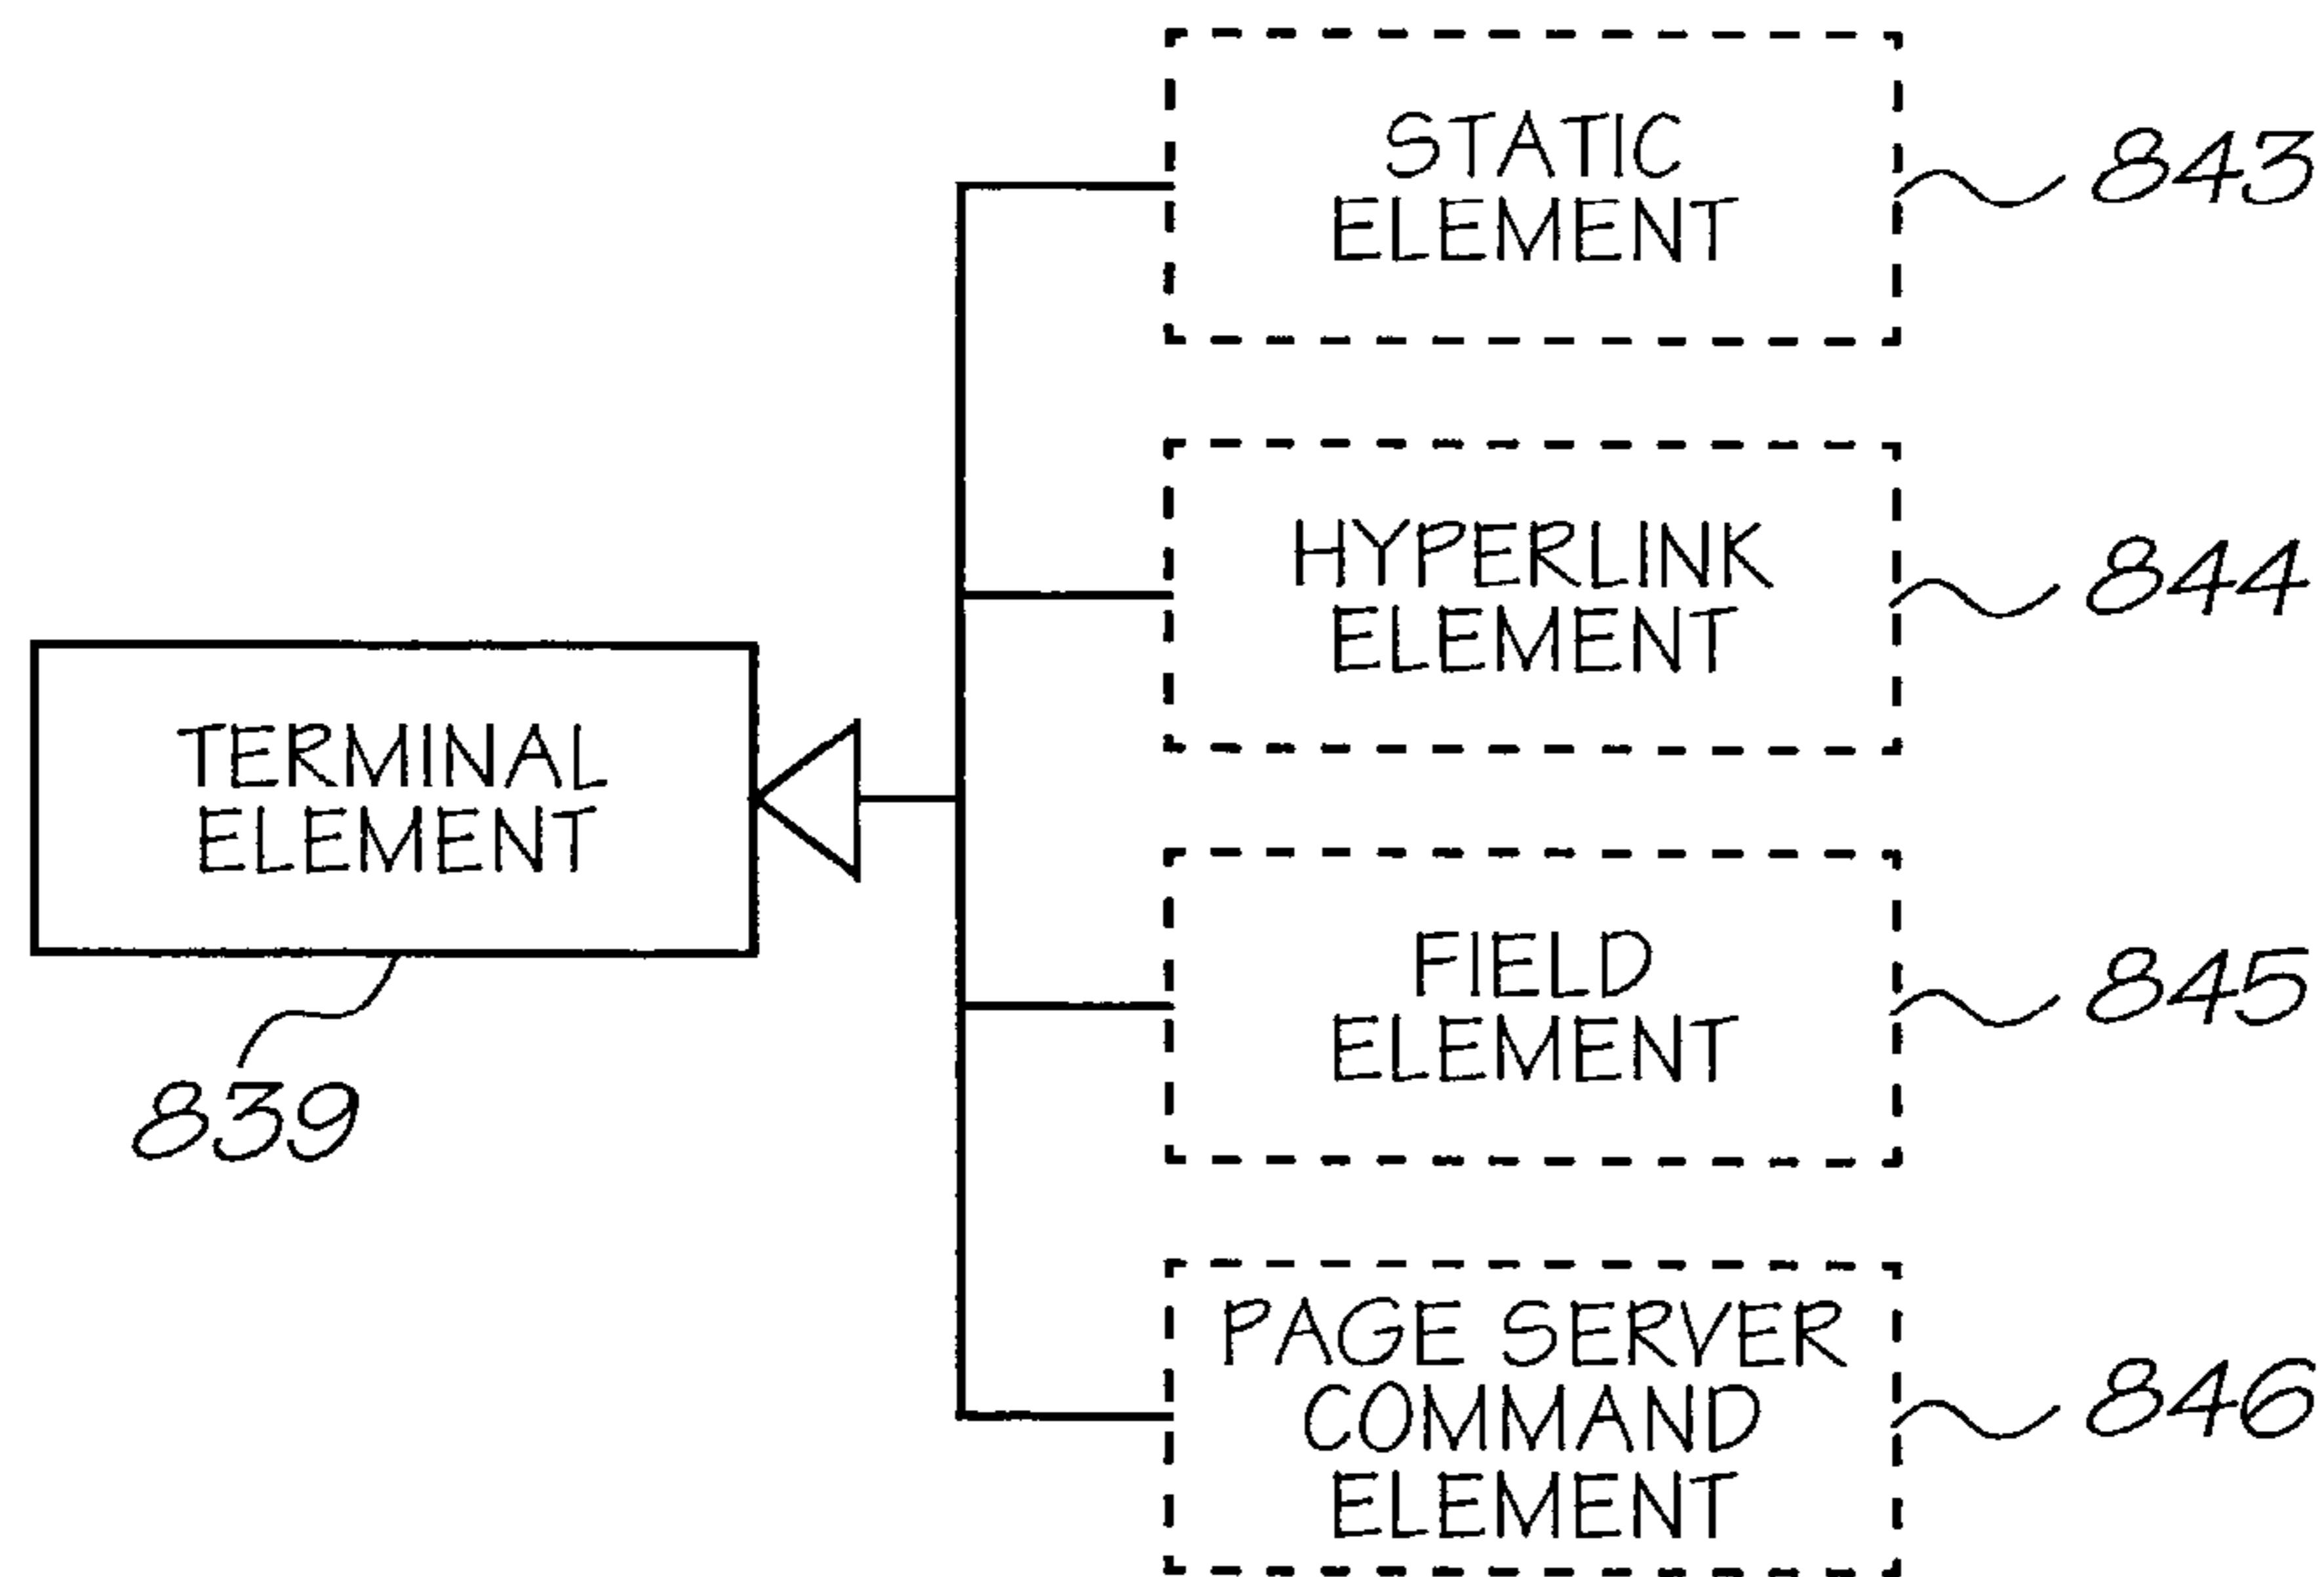 STATIC
ELEMENT
843
HYPERLINK
ELEMENT
844
TERMINAL
ELEMENT
839
FIELD
ELEMENT
845
PAGE SERVER
COMMAND
ELEMENT
846